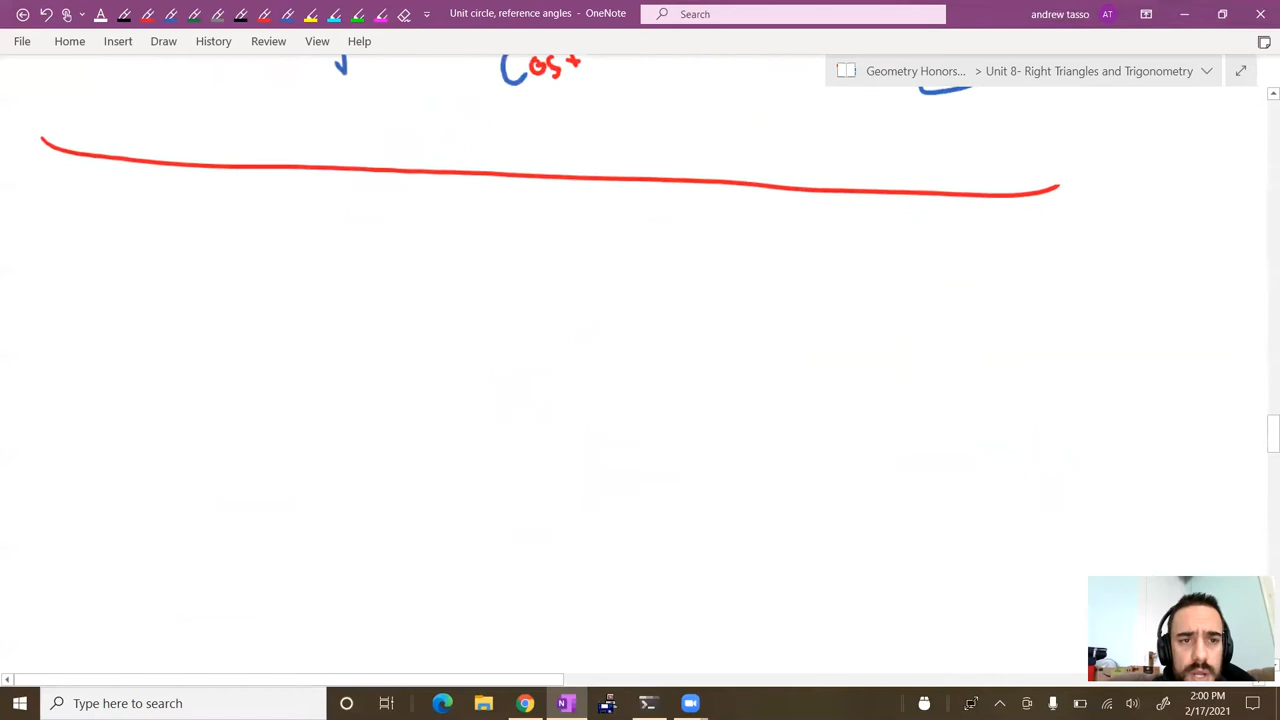 Unit circle, reference angles - OneNote
Search
andrew tasso
AT
File
Home
Insert
Draw
History
Review
View
Help
Geometry Honors... > Unit 8- Right Triangles and Trigonometry
Cos+
Type here to search
2:00 PM
2/17/2021